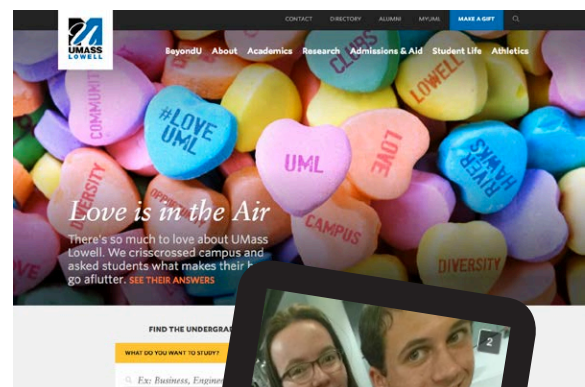 CONTACT DIRECTORY ALUMNI MYUML MAKE A GIFT
UMASS
LOWELL
BeyondU About Academics Research Admissions & Aid Student Life Athletics
CLUBS
LOWELL
COMMUNITY
#LOVE
UML
UML
LOVE
RIVER
HAWKS
DIVERSITY
CAMPUS
DIVERSITY
LOVE
Love is in the Air
There's so much to love about UMass
Lowell. We crisscrossed campus and
asked students what makes their
go aflutter. SEE THEIR ANSWERS
2
FIND THE
WHAT DO YOU WANT TO STUDY?
Ex: Business,